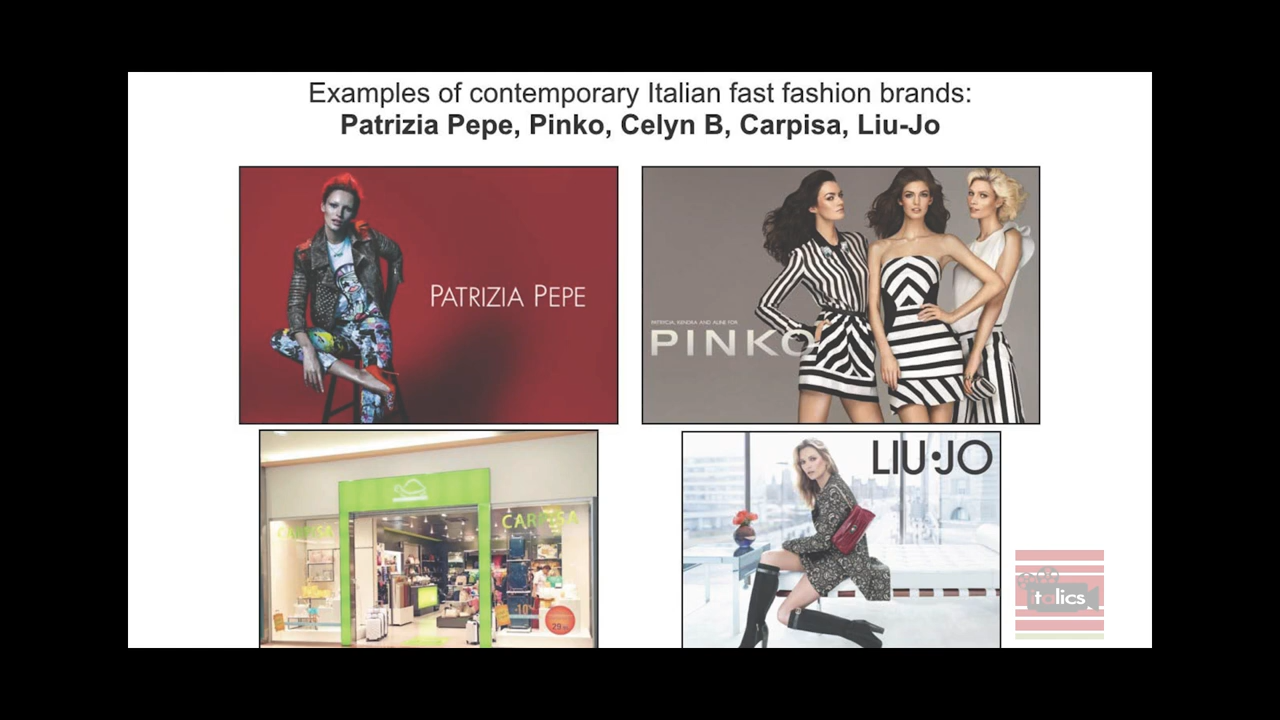 Examples of contemporary Italian fast fashion brands:
Patrizia Pepe, Pinko, Celyn B, Carpisa, Liu-Jo
PATRIZIA PEPE
PATRICIA, KENDRA AND ALINE FOR
PINKO
LIU·JO
CARPISA
CARPISA
italics